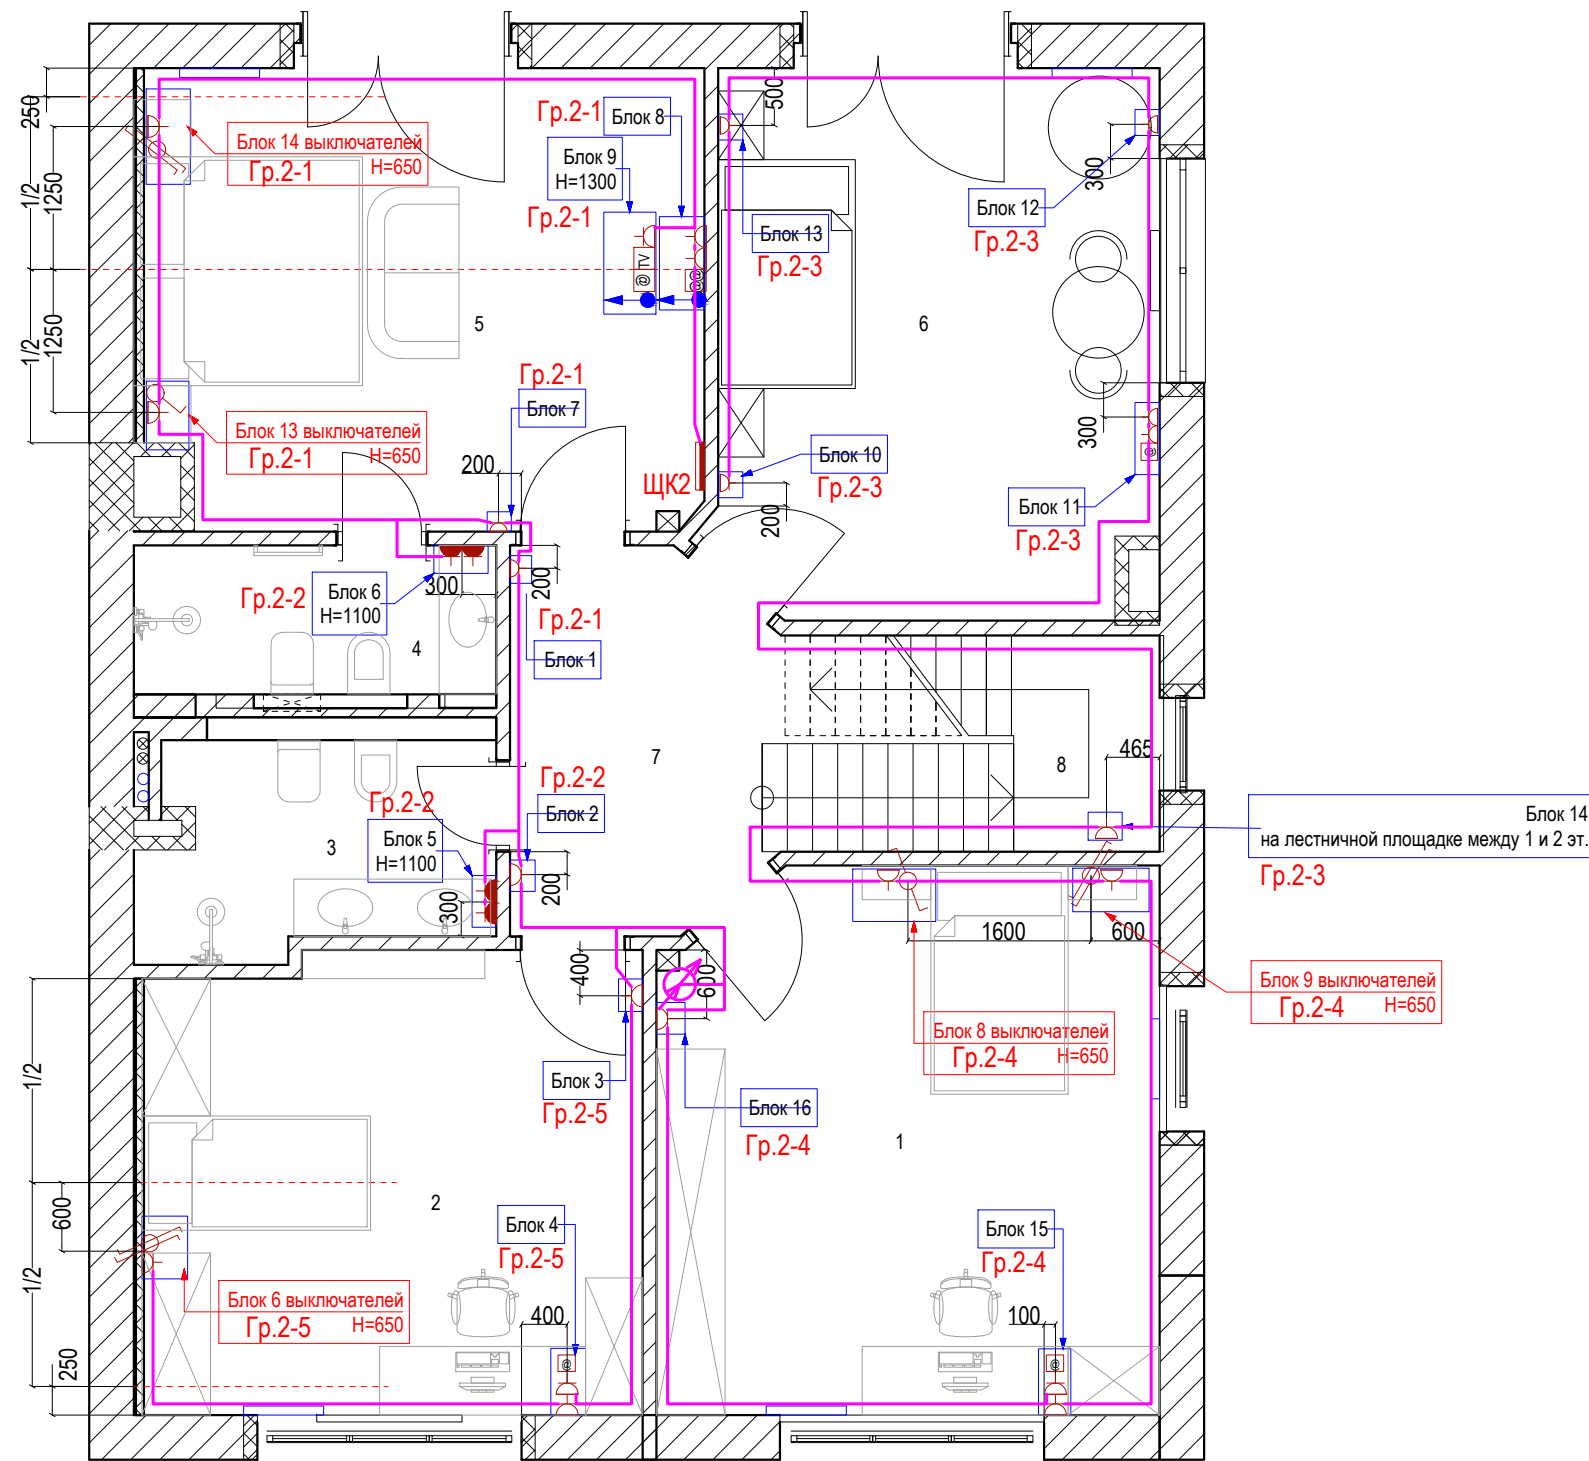 250
1/2
1250
1/2
1250
Блок 14 выключателей
Гр.2-1 H=650
Гр.2-1
Блок 8
Блок 9
H=1300
Гр.2-1
@ TV
@@
5
500
Блок 13
Гр.2-3
300
Блок 12
Гр.2-3
6
Гр.2-1
Блок 7
Блок 13 выключателей
Гр.2-1 H=650
200
ЩК2
Блок 10
Гр.2-3
200
300
@
Блок 11
Гр.2-3
Гр.2-2
Блок 6
H=1100
300
200
Гр.2-1
Блок 1
4
7
8
465
Гр.2-2
Блок 2
Гр.2-2
Блок 5
H=1100
3
300
200
Блок 14
на лестничной площадке между 1 и 2 эт.
Гр.2-3
1600
600
400
600
Блок 9 выключателей
Гр.2-4 H=650
Блок 8 выключателей
Гр.2-4 H=650
Блок 3
Гр.2-5
Блок 16
Гр.2-4
1
1/2
600
1/2
250
2
Блок 4
Гр.2-5
Блок 15
Гр.2-4
Блок 6 выключателей
Гр.2-5 H=650
400
@
100
@